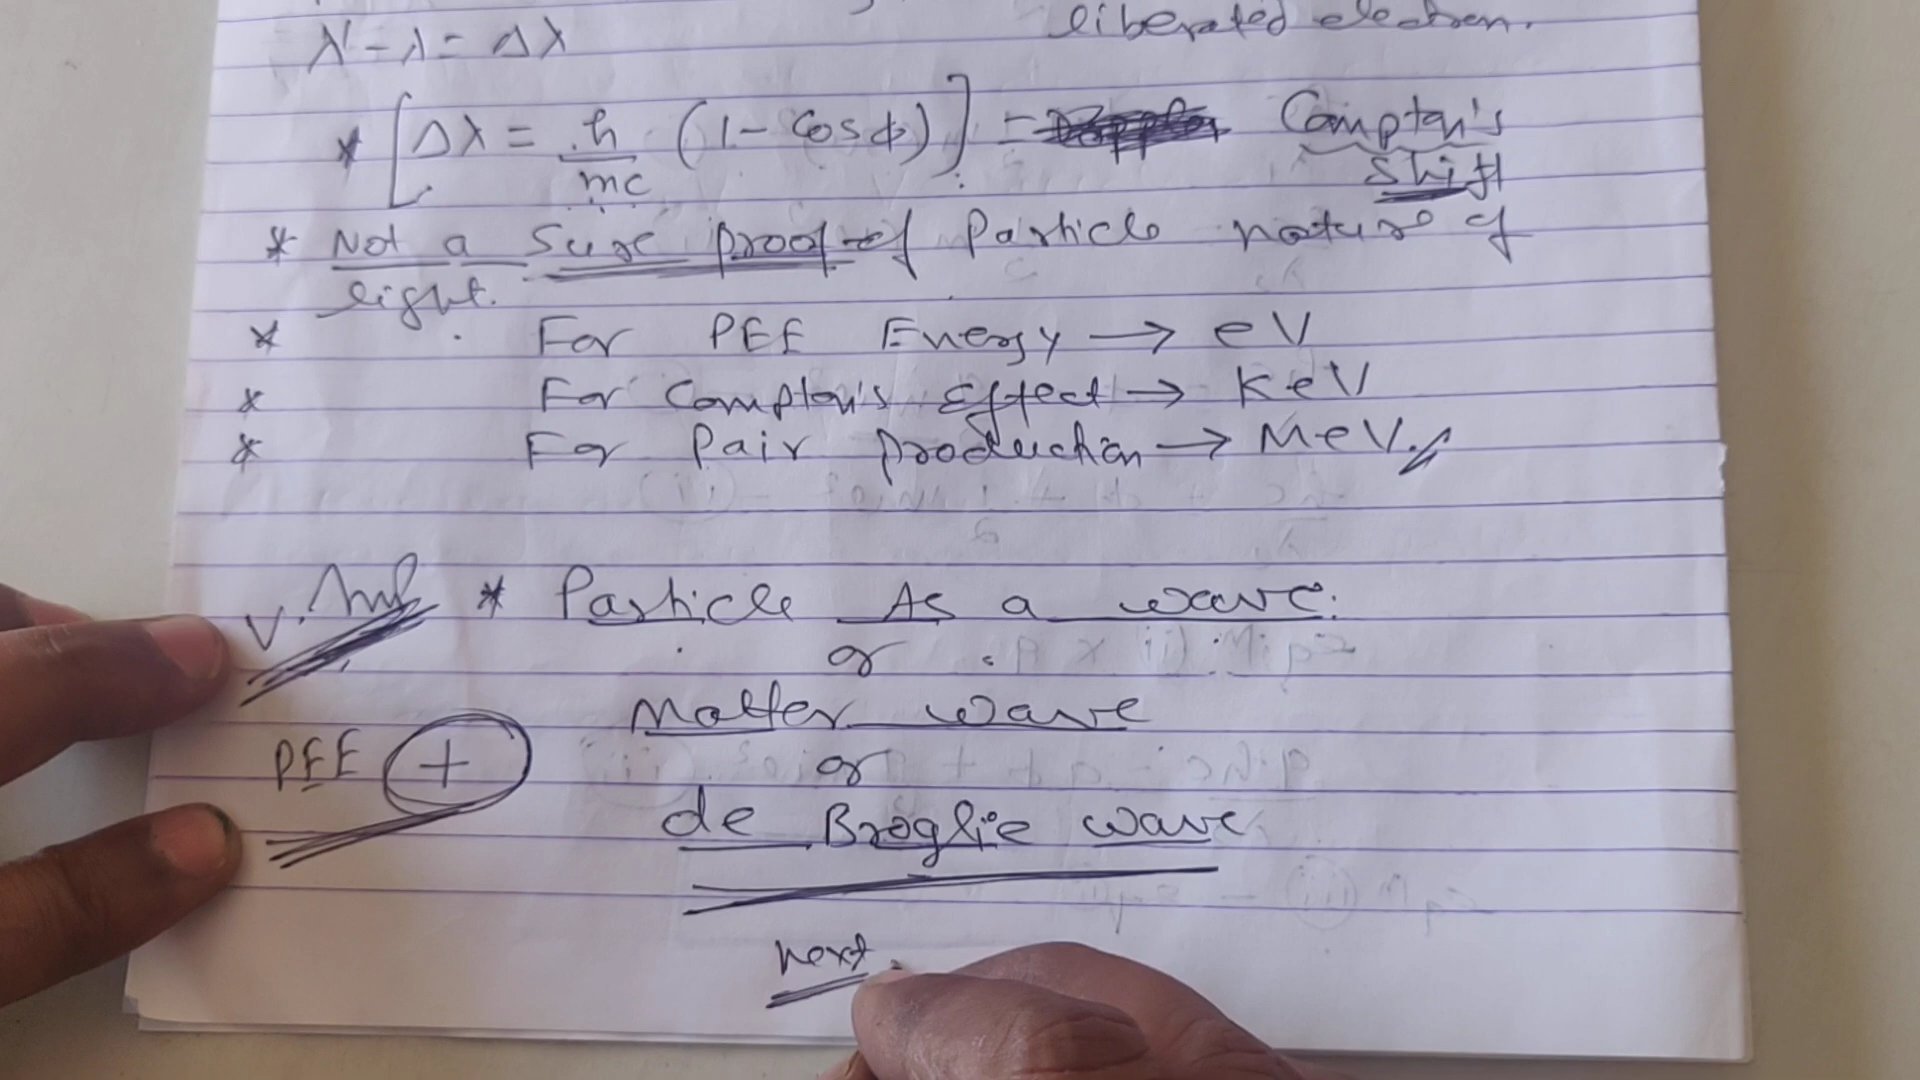 liberated electron.
λ' - λ = Δλ
* [Δλ = h/mc (1 - Cosϕ)] - Compton's Shift
* Not a Sure proof of Particle nature of
light.
* For PEE Energy → eV
* For Compton's Effect → KeV
* For Pair production → MeV.
V. Imp * Particle As a wave.
or
Matter wave
PEE +
or
de Broglie wave
next